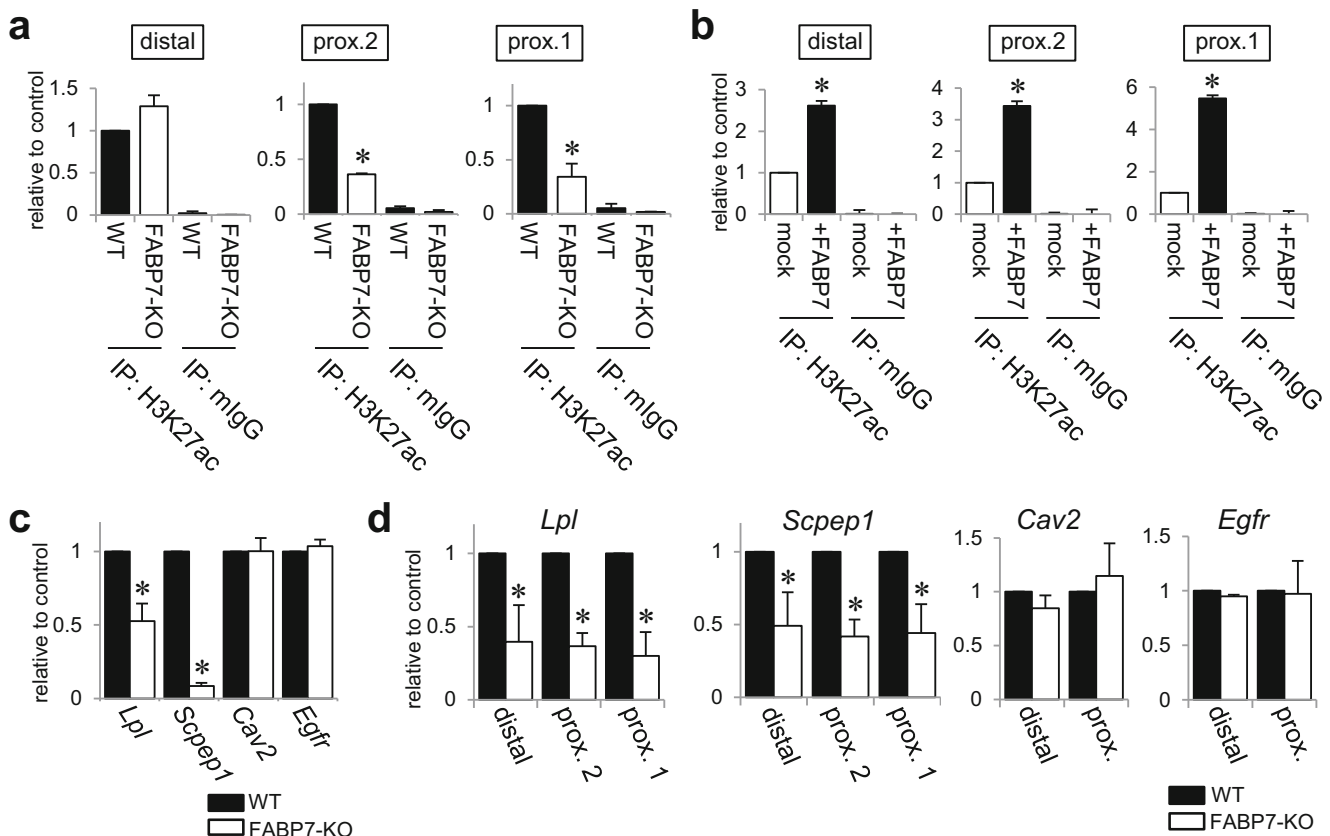 a
distal
prox.2
prox.1
relative to control
1.5
1
0.5
0
1
0.5
0
1
0.5
0
WT
FABP7-KO
WT
FABP7-KO
WT
FABP7-KO
WT
FABP7-KO
WT
FABP7-KO
WT
FABP7-KO
IP: H3K27ac
IP: mIgG
IP: H3K27ac
IP: mIgG
IP: H3K27ac
IP: mIgG
*
*
b
distal
prox.2
prox.1
relative to control
3
2
1
0
4
3
2
1
0
6
4
2
0
*
*
*
mock
+FABP7
mock
+FABP7
mock
+FABP7
mock
+FABP7
mock
+FABP7
mock
+FABP7
IP: H3K27ac
IP: mIgG
IP: H3K27ac
IP: mIgG
IP: H3K27ac
IP: mIgG
c
relative to control
1
0.5
0
*
*
Lpl
Scpep1
Cav2
Egfr
WT
FABP7-KO
d
Lpl
Scpep1
Cav2
Egfr
relative to control
1
0.5
0
*
*
*
distal
prox. 2
prox. 1
1
0.5
0
*
*
*
distal
prox. 2
prox. 1
1.5
1
0.5
0
distal
prox.
1.5
1
0.5
0
distal
prox.
WT
FABP7-KO